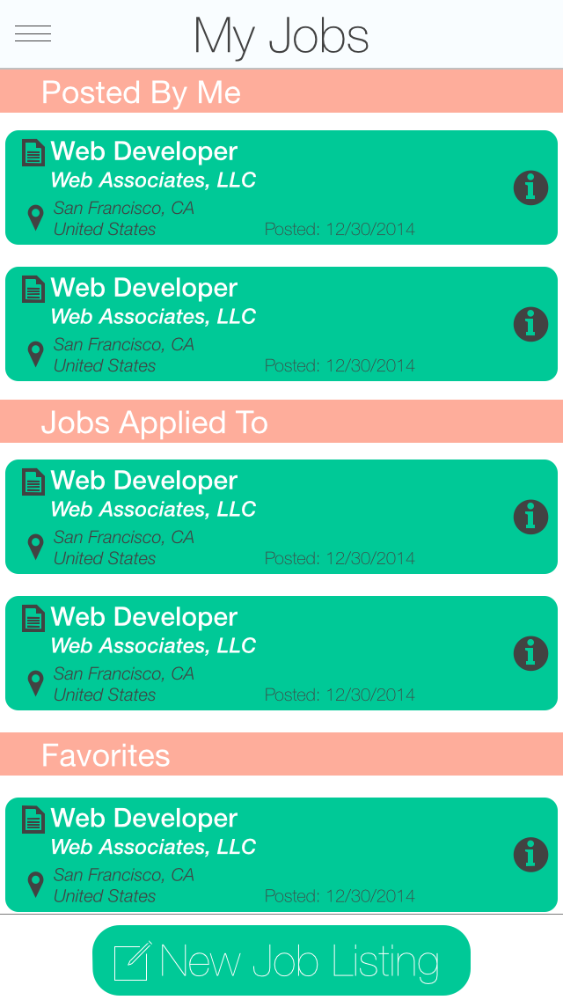 My Jobs
Posted By Me
Web Developer
Web Associates, LLC
San Francisco, CA
United States Posted: 12/30/2014
Web Developer
Web Associates, LLC
San Francisco, CA
United States Posted: 12/30/2014
Jobs Applied To
Web Developer
Web Associates, LLC
San Francisco, CA
United States Posted: 12/30/2014
Web Developer
Web Associates, LLC
San Francisco, CA
United States Posted: 12/30/2014
Favorites
Web Developer
Web Associates, LLC
San Francisco, CA
United States Posted: 12/30/2014
New Job Listing